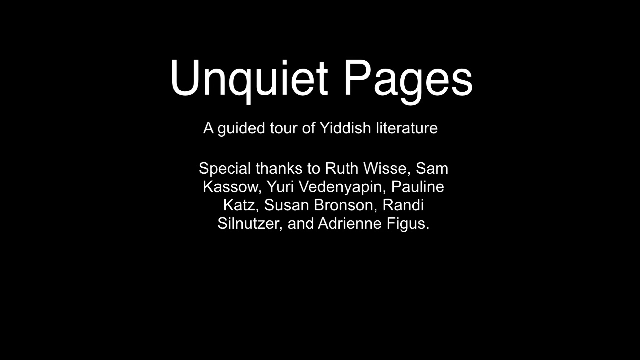 Unquiet Pages
A guided tour of Yiddish literature
Special thanks to Ruth Wisse, Sam
Kassow, Yuri Vedenyapin, Pauline
Katz, Susan Bronson, Randi
Silnutzer, and Adrienne Figus.